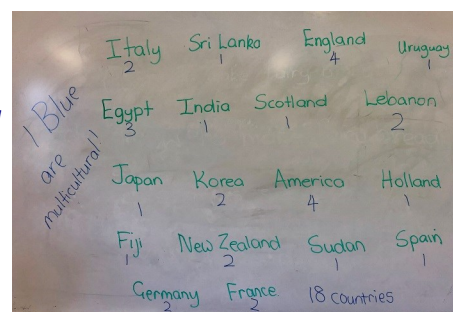 1 Blue
are
multicultural!
Italy Sri Lanka England Uruguay
2 1 4 1
Egypt India Scotland Lebanon
3 1 1 2
Japan Korea America Holland
1 2 4 1
Fiji New Zealand Sudan Spain
1 2 1 1
Germany France 18 countries
2 2